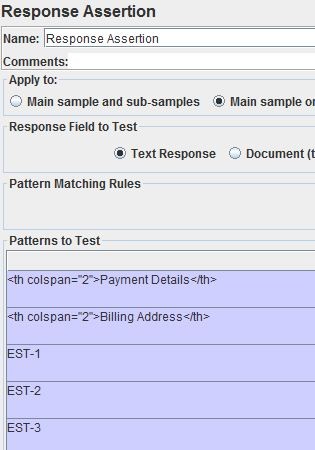 Response Assertion
Name: Response Assertion
Comments:
Apply to:
Main sample and sub-samples Main sample
Response Field to Test
Text Response Document
Pattern Matching Rules
Patterns to Test
<th colspan="2">Payment Details</th>
<th colspan="2">Billing Address</th>
EST-1
EST-2
EST-3